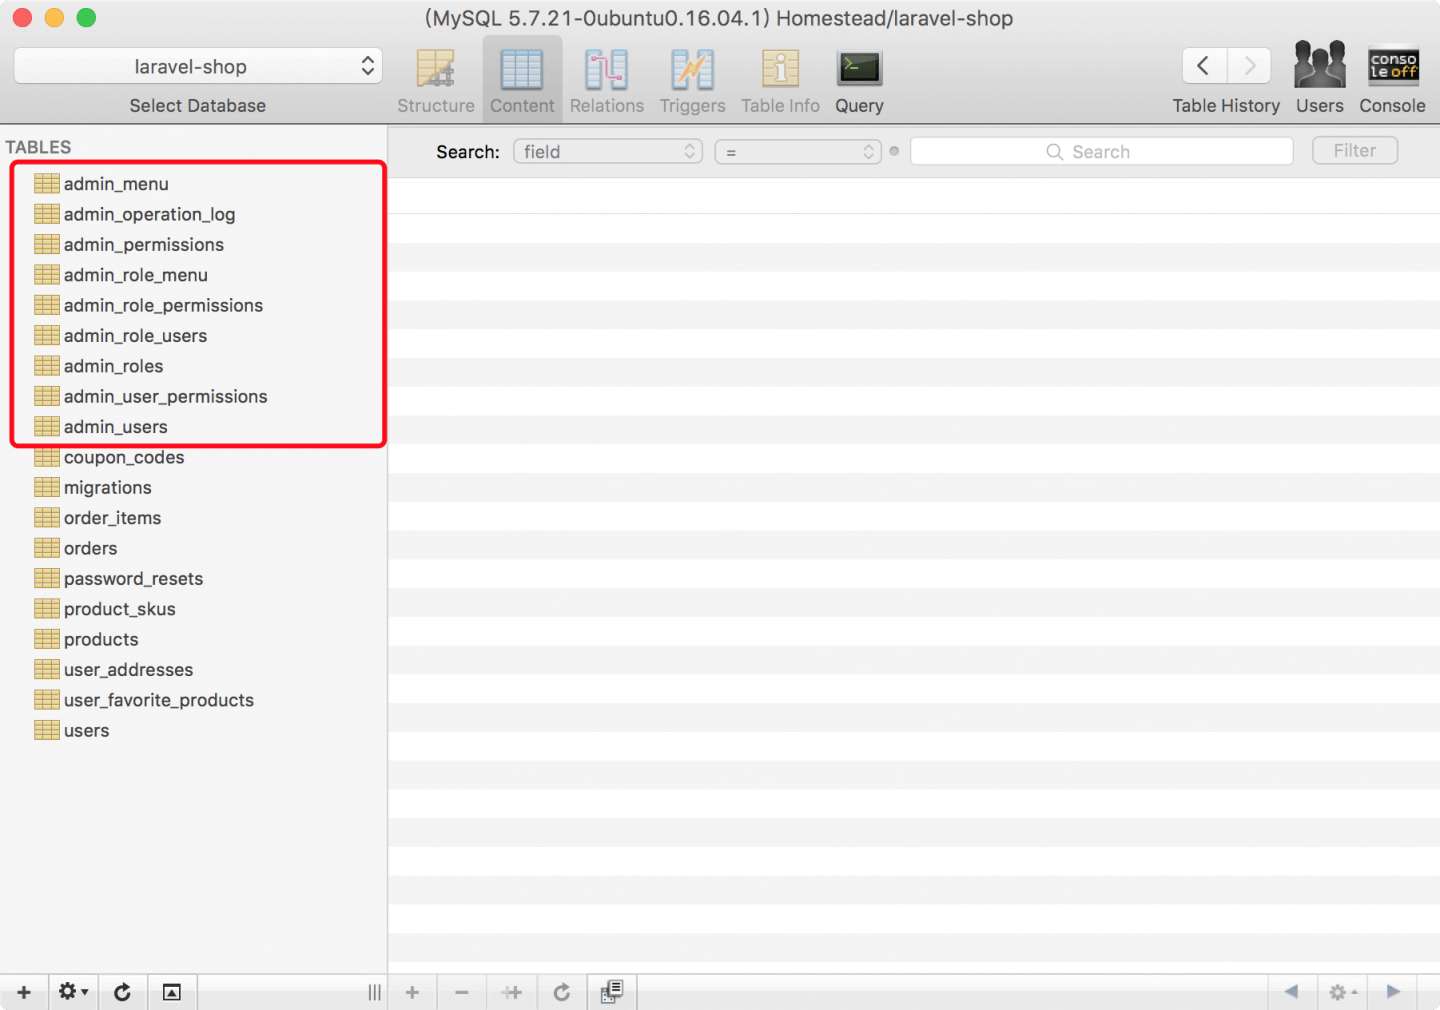 (MySQL 5.7.21-0ubuntu0.16.04.1) Homestead/laravel-shop
laravel-shop
Select Database
Structure
Content
Relations
Triggers
Table Info
Query
Table History
Users
conso
le off
Console
TABLES
Search:
field
=
Search
Filter
admin_menu
admin_operation_log
admin_permissions
admin_role_menu
admin_role_permissions
admin_role_users
admin_roles
admin_user_permissions
admin_users
coupon_codes
migrations
order_items
orders
password_resets
product_skus
products
user_addresses
user_favorite_products
users